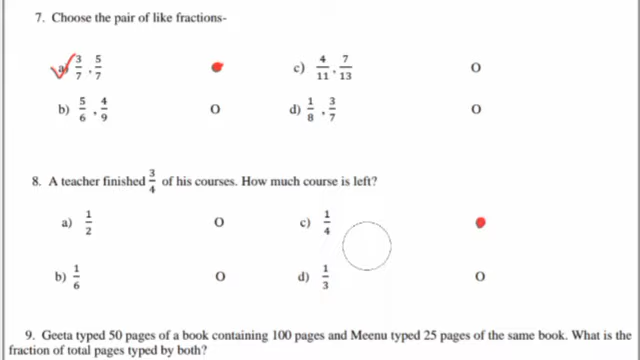 7. Choose the pair of like fractions-
a) 3/7 , 5/7 c) 4/11 , 7/13 O
b) 5/6 , 4/9 O d) 1/8 , 3/7 O
8. A teacher finished 3/4 of his courses. How much course is left?
a) 1/2 O c) 1/4
b) 1/6 O d) 1/3 O
9. Geeta typed 50 pages of a book containing 100 pages and Meenu typed 25 pages of the same book. What is the
fraction of total pages typed by both?